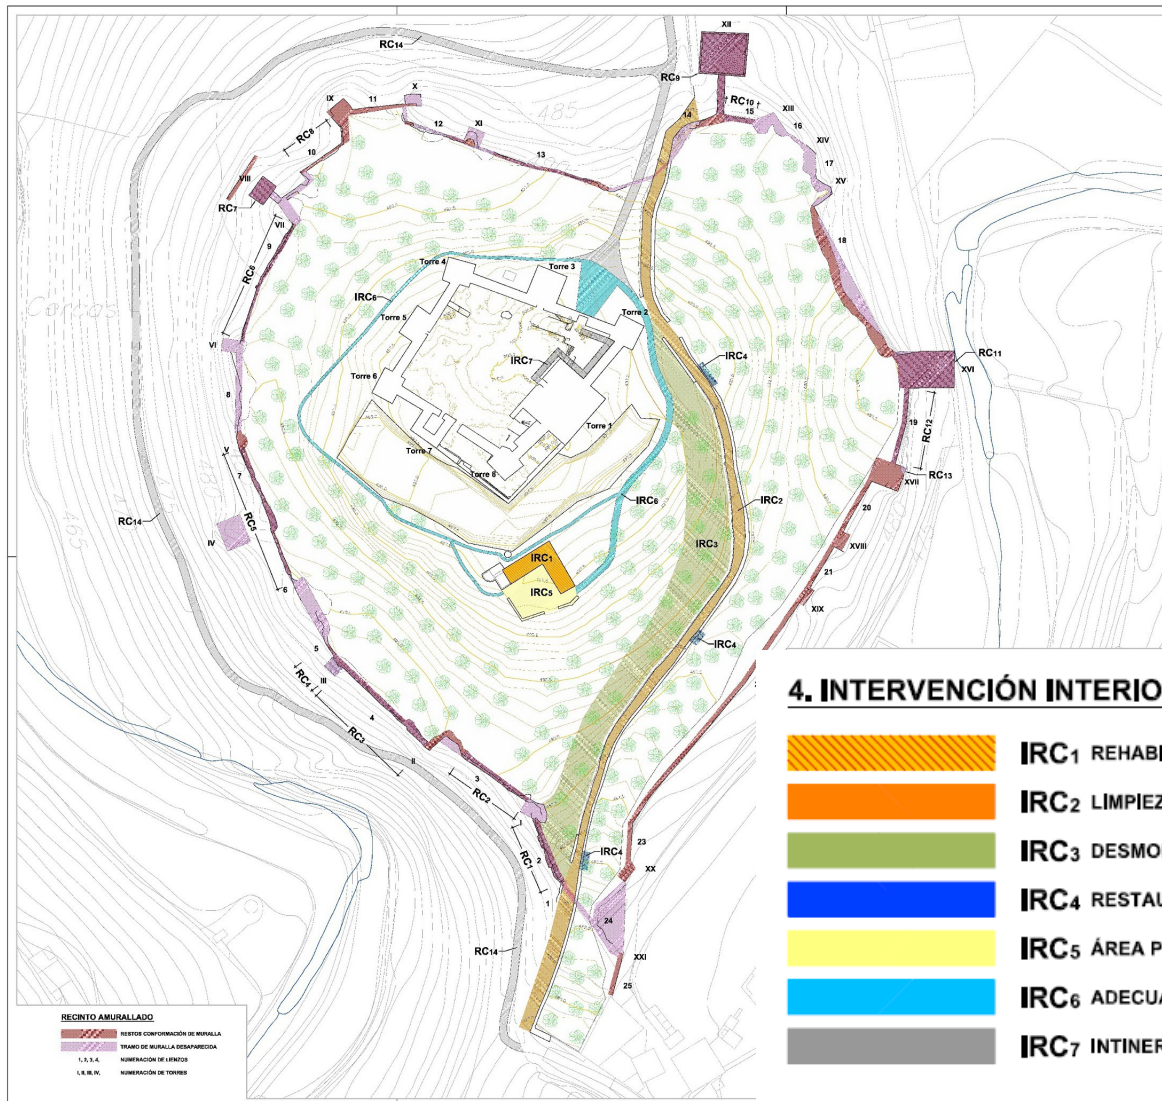 XII
RC14
RC9
X
IX
11
RC10
XIII
15
14
16
485
RC8
12
XI
XIV
10
13
17
VIII
XV
RC7
VII
9
18
RC6
Torre 4
Torre 3
IRC6
Torre 2
Torre 5
VI
IRC7
IRC4
RC11
XVI
Torre 6
8
19
RC12
Torre 1
V
Torre 7
7
Torre 8
RC13
XVII
RC5
IRC6
IRC2
20
RC14
IV
IRC3
XVIII
IRC1
21
6
IRC5
XIX
IRC4
5
III
RC4
4
RC3
II
3
RC2
I
23
RC1
2
IRC4
XX
1
24
RC14
XXI
25
4. INTERVENCIÓN INTERIO
IRC1 REHABI
IRC2 LIMPIEZ
IRC3 DESMO
IRC4 RESTAU
IRC5 ÁREA P
IRC6 ADECUA
IRC7 INTINER
RECINTO AMURALLADO
RESTOS CONFORMACIÓN DE MURALLA
TRAMO DE MURALLA DESAPARECIDA
1, 2, 3, 4, NUMERACIÓN DE LIENZOS
I, II, III, IV, NUMERACIÓN DE TORRES